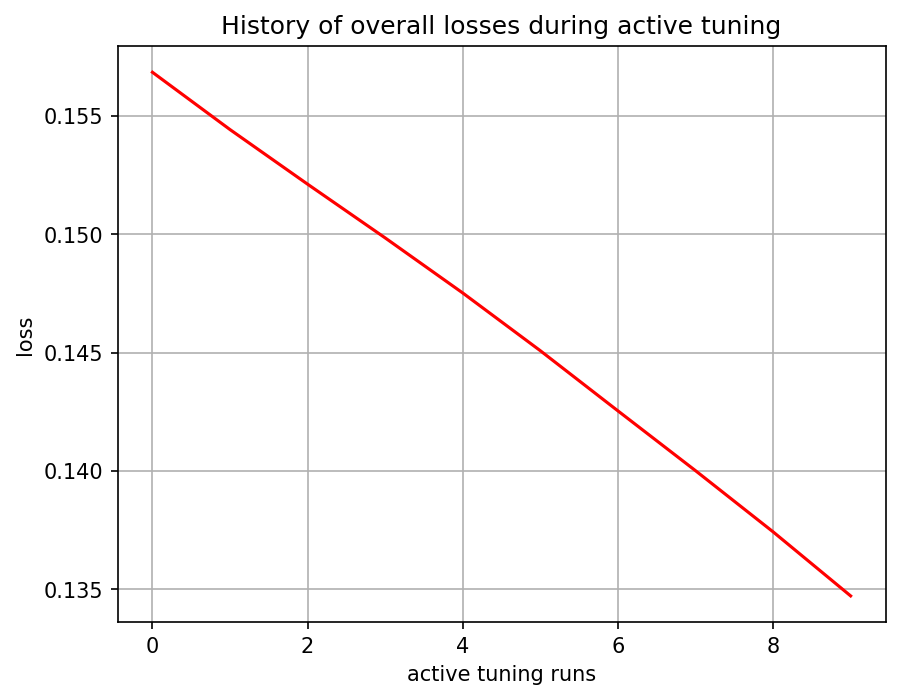 History of overall losses during active tuning
0.155
0.150
0.145
0.140
0.135
loss
0 2 4 6 8
active tuning runs